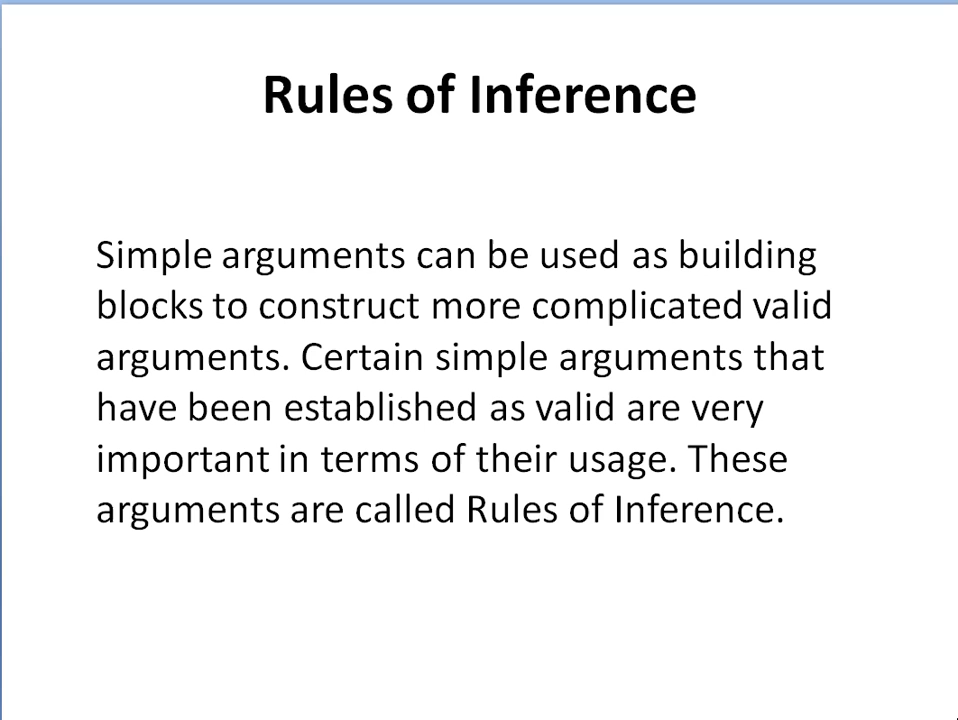 Rules of Inference
Simple arguments can be used as building
blocks to construct more complicated valid
arguments. Certain simple arguments that
have been established as valid are very
important in terms of their usage. These
arguments are called Rules of Inference.